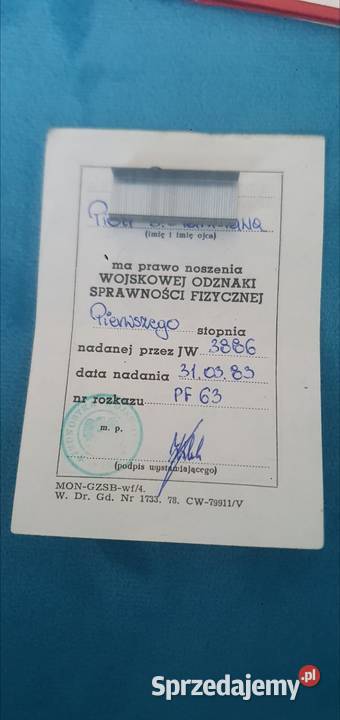 Piotr
(imię i imię ojca)
ma prawo noszenia
WOJSKOWEJ ODZNAKI
SPRAWNOŚCI FIZYCZNEJ
Pierwszego stopnia
nadanej przez JW 3886
data nadania 31.03.83
nr rozkazu PF 63
m. p.
(podpis wystawiającego)
MON-GZSB-wf/4.
W. Dr. Gd. Nr 1733. 78. CW-79911/V
Sprzedajemy.pl